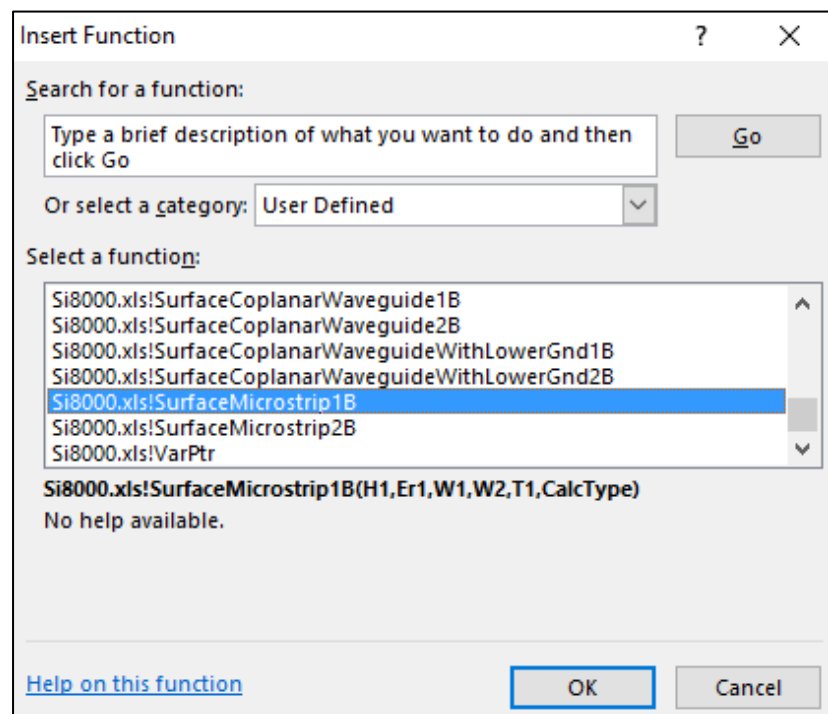 Insert Function
?
Search for a function:
Type a brief description of what you want to do and then
click Go
Go
Or select a category:
User Defined
Select a function:
Si8000.xls!SurfaceCoplanarWaveguide1B
Si8000.xls!SurfaceCoplanarWaveguide2B
Si8000.xls!SurfaceCoplanarWaveguideWithLowerGnd1B
Si8000.xls!SurfaceCoplanarWaveguideWithLowerGnd2B
Si8000.xls!SurfaceMicrostrip1B
Si8000.xls!SurfaceMicrostrip2B
Si8000.xls!VarPtr
Si8000.xls!SurfaceMicrostrip1B(H1,Er1,W1,W2,T1,CalcType)
No help available.
Help on this function
OK
Cancel